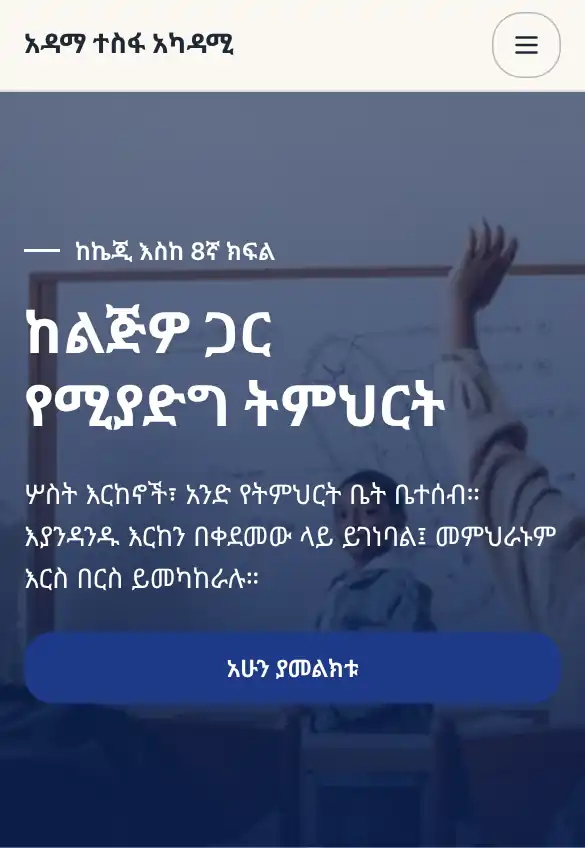 አዳማ ተስፋ አካዳሚ
ከኬጂ እስከ 8ኛ ክፍል
ከልጅዎ ጋር
የሚያድግ ትምህርት
ሦስት እርከኖች፣ አንድ የትምህርት ቤት ቤተሰብ።
እያንዳንዱ እርከን በቀደመው ላይ ይገነባል፤ መምህራኑም
እርስ በርስ ይመካከራሉ።
አሁን ያመልክቱ